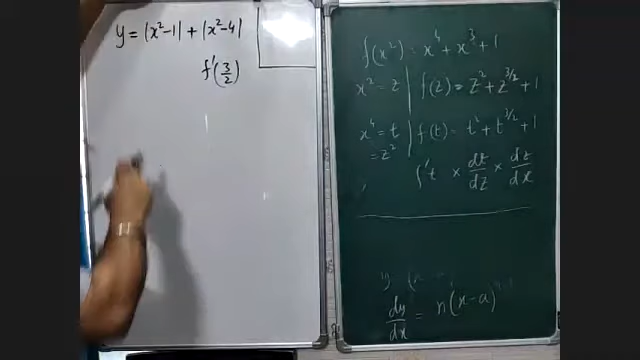 y = |x²-1| + |x²-4|
f'(3/2)
f(x²) = x⁴ + x³ + 1
x² = z | f(z) = z² + z^(3/2) + 1
x⁴ = t | f(t) = t² + t^(3/2) + 1
= z²
f't × dt/dz × dz/dx
dy/dx = n(x-a)